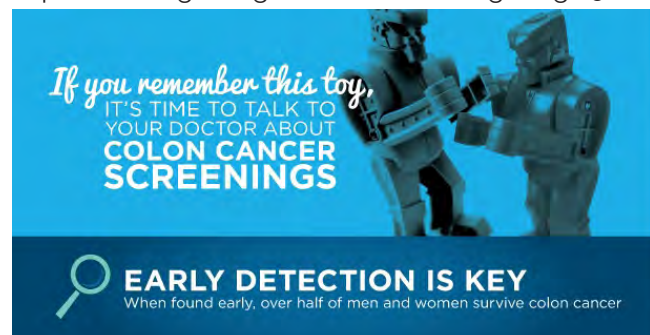 If you remember this toy,
IT'S TIME TO TALK TO
YOUR DOCTOR ABOUT
COLON CANCER
SCREENINGS
EARLY DETECTION IS KEY
When found early, over half of men and women survive colon cancer